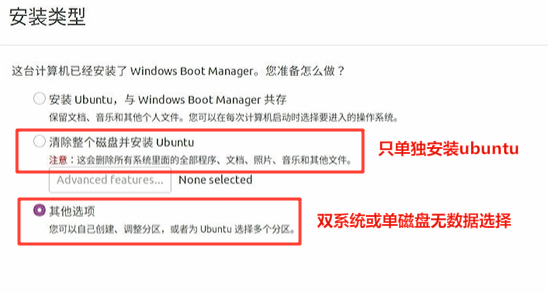 安装类型
这台计算机已经安装了 Windows Boot Manager。您准备怎么做？
安装 Ubuntu，与 Windows Boot Manager 共存
保留文档、音乐和其他个人文件。您可以在每次计算机启动时选择要进入的操作系统。
清除整个磁盘并安装 Ubuntu
只单独安装ubuntu
注意：这会删除所有系统里面的全部程序、文档、照片、音乐和其他文件。
Advanced features... None selected
其他选项
双系统或单磁盘无数据选择
您可以自己创建、调整分区，或者为 Ubuntu 选择多个分区。